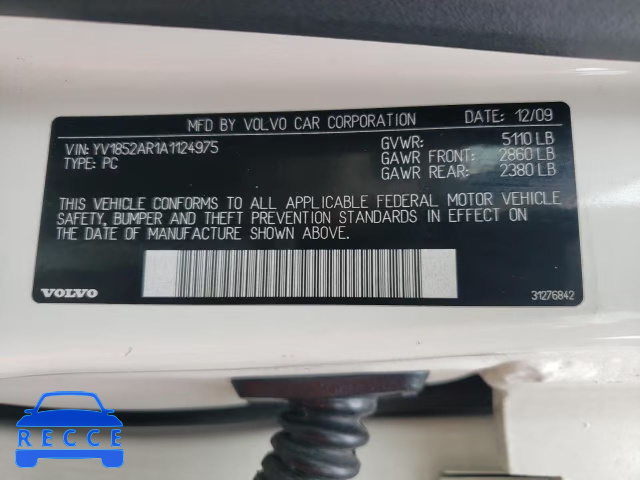 MFD BY VOLVO CAR CORPORATION DATE: 12/09
VIN: YV1852AR1A1124975 GVWR: 5110 LB
TYPE: PC GAWR FRONT: 2860 LB
GAWR REAR: 2380 LB
THIS VEHICLE CONFORMS TO ALL APPLICABLE FEDERAL MOTOR VEHICLE
SAFETY, BUMPER AND THEFT PREVENTION STANDARDS IN EFFECT ON
THE DATE OF MANUFACTURE SHOWN ABOVE.
VOLVO 31276842
RECCE